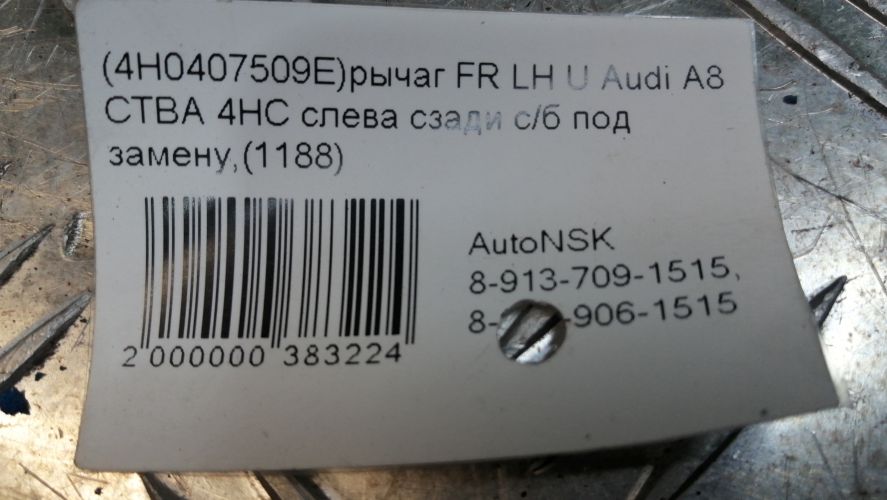 (4H0407509E)рычаг FR LH U Audi A8
CTBA 4HC слева сзади с/б под
замену,(1188)
2 000000 383224
AutoNSK
8-913-709-1515,
8- -906-1515